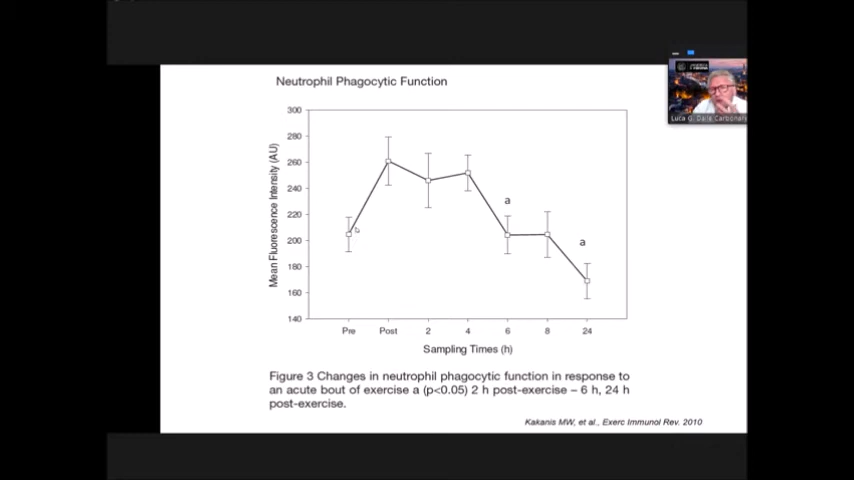 Neutrophil Phagocytic Function
300
280
260
240
220
200
180
160
140
Mean Fluorescence Intensity (AU)
a
a
Pre Post 2 4 6 8 24
Sampling Times (h)
Figure 3 Changes in neutrophil phagocytic function in response to
an acute bout of exercise a (p<0.05) 2 h post-exercise – 6 h, 24 h
post-exercise.
Kakanis MW, et al., Exerc Immunol Rev. 2010
Luca G. Dalle Carbonare